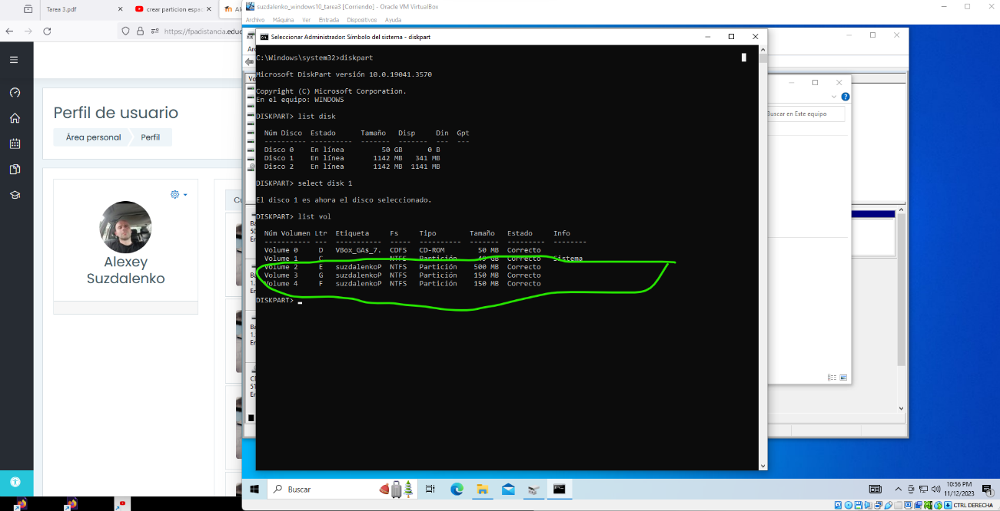 Tarea 3.pdf
crear particion espac
suzdalenko_windows10_tarea3 [Corriendo] - Oracle VM VirtualBox
Archivo Máquina Ver Entrada Dispositivos Ayuda
https://fpadistancia.educ
Seleccionar Administrador: Símbolo del sistema - diskpart
C:\Windows\system32>diskpart
Microsoft DiskPart versión 10.0.19041.3570
Copyright (C) Microsoft Corporation.
En el equipo: WINDOWS
DISKPART> list disk
Núm Disco Estado Tamaño Disp Din Gpt
---------- ---------- ------- ------- --- ---
Disco 0 En línea 50 GB 0 B
Disco 1 En línea 1142 MB 341 MB
Disco 2 En línea 1142 MB 1141 MB
DISKPART> select disk 1
El disco 1 es ahora el disco seleccionado.
DISKPART> list vol
Núm Volumen Ltr Etiqueta Fs Tipo Tamaño Estado Info
----------- --- ----------- ----- ---------- ------- --------- --------
Volume 0 D VBox_GAs_7. CDFS CD-ROM 50 MB Correcto
Volume 1 C NTFS Partición 49 GB Correcto Sistema
Volume 2 E suzdalenkoP NTFS Partición 500 MB Correcto
Volume 3 G suzdalenkoP NTFS Partición 150 MB Correcto
Volume 4 F suzdalenkoP NTFS Partición 150 MB Correcto
DISKPART>
Perfil de usuario
Área personal Perfil
Alexey
Suzdalenko
Buscar en Este equipo
Buscar
10:56 PM
11/12/2023
CTRL DERECHA